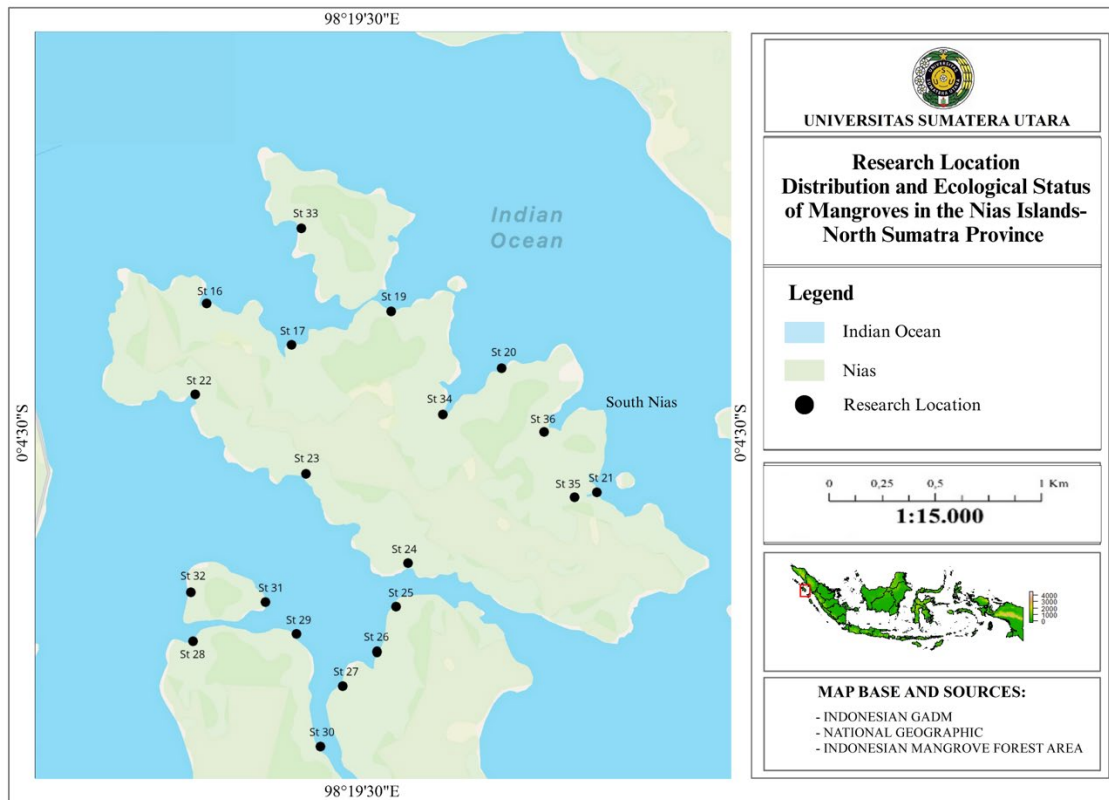 98°19'30"E
Indian
Ocean
St 33
St 16
St 19
St 17
St 20
St 22
St 34
South Nias
St 36
0°4'30"S
0°4'30"S
St 23
St 35
St 21
St 24
St 32
St 31
St 25
St 29
St 26
St 28
St 27
St 30
98°19'30"E
UNIVERSITAS SUMATERA UTARA
Research Location
Distribution and Ecological Status
of Mangroves in the Nias Islands-
North Sumatra Province
Legend
Indian Ocean
Nias
Research Location
0 0,25 0,5 1 Km
1:15.000
4000
3000
2000
1000
0
MAP BASE AND SOURCES:
- INDONESIAN GADM
- NATIONAL GEOGRAPHIC
- INDONESIAN MANGROVE FOREST AREA